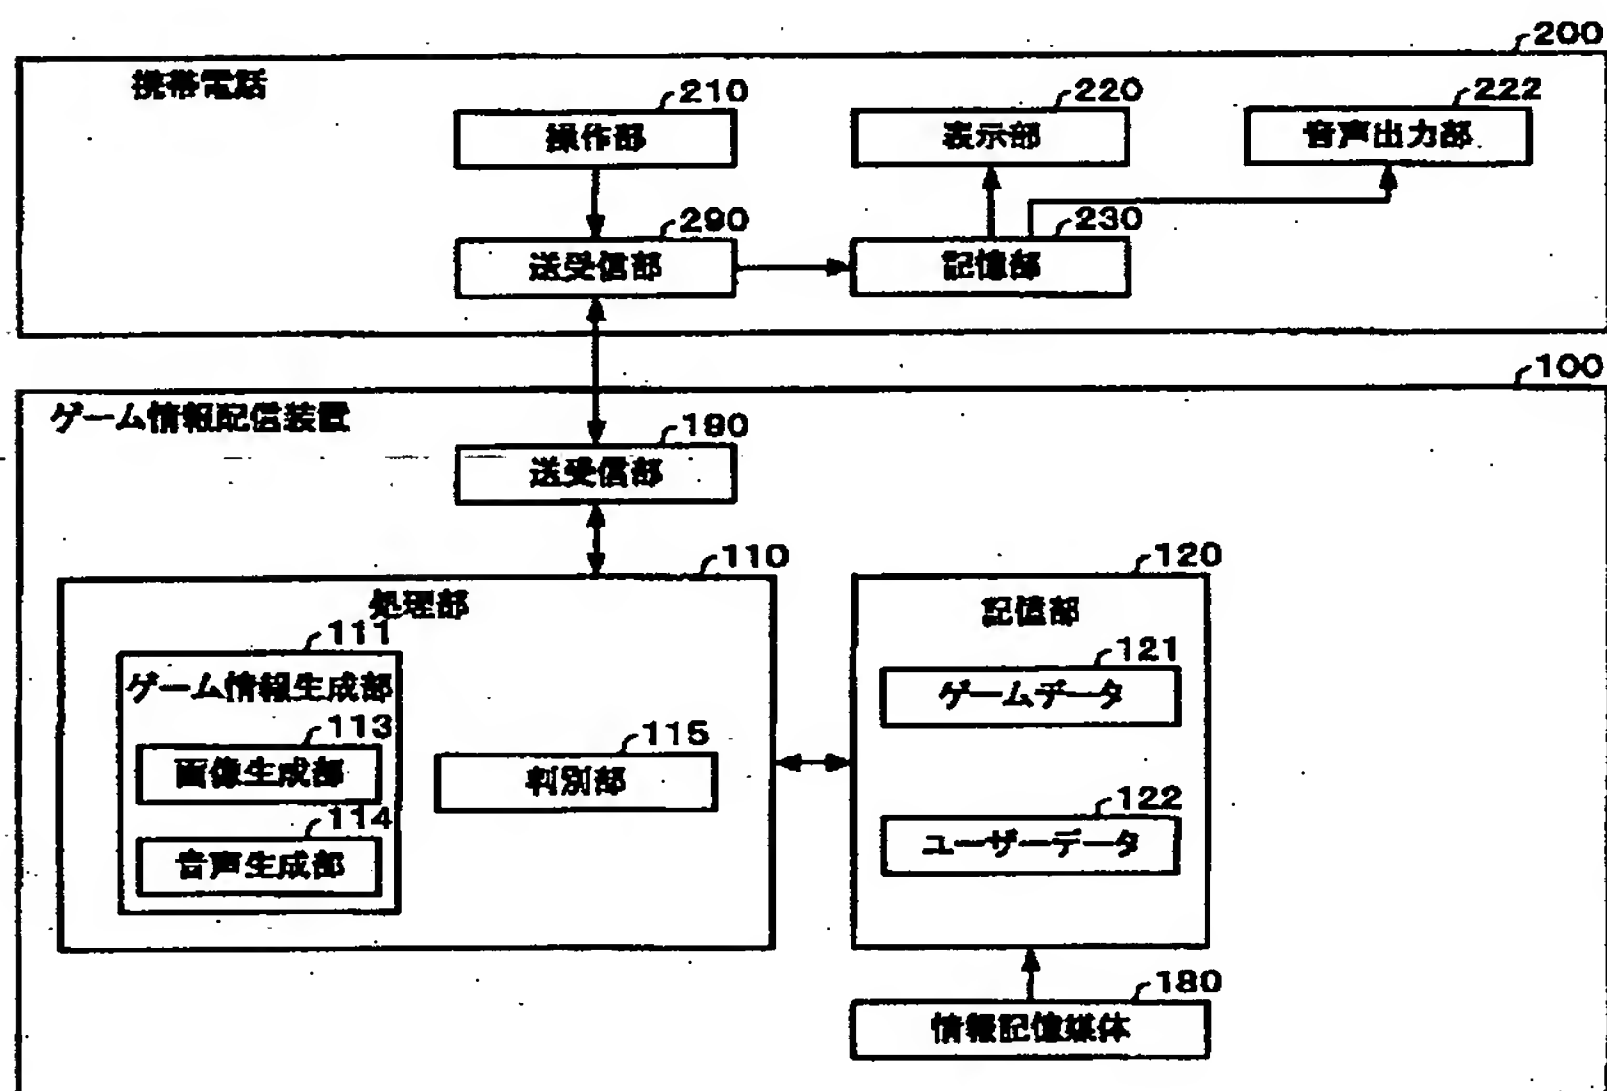 200
携帯電話
210
220
222
操作部
表示部
音声出力部
290
230
送受信部
記憶部
100
ゲーム情報配信装置
190
送受信部
110
120
処理部
記憶部
111
121
ゲーム情報生成部
ゲームデータ
113
115
画像生成部
判別部
114
122
音声生成部
ユーザーデータ
180
情報記憶媒体